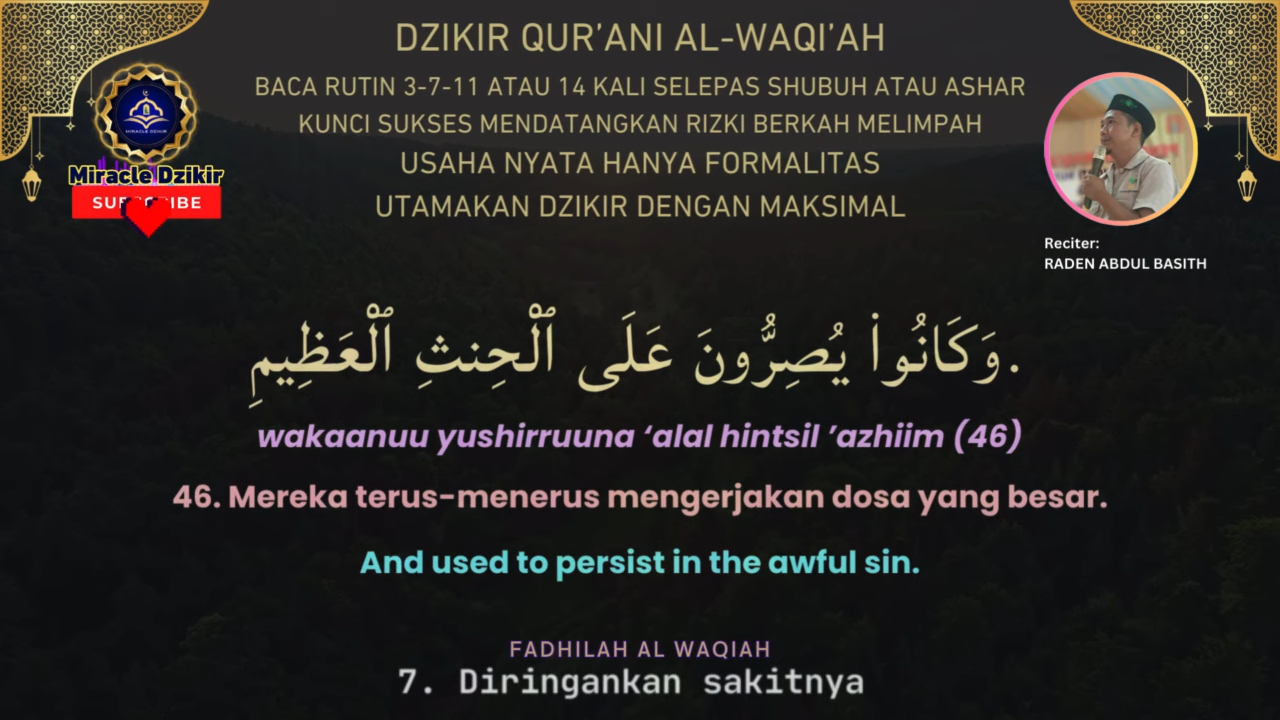 DZIKIR QUR'ANI AL-WAQI'AH
BACA RUTIN 3-7-11 ATAU 14 KALI SELEPAS SHUBUH ATAU ASHAR
KUNCI SUKSES MENDATANGKAN RIZKI BERKAH MELIMPAH
USAHA NYATA HANYA FORMALITAS
UTAMAKAN DZIKIR DENGAN MAKSIMAL
MIRACLE DZIKIR
Miracle Dzikir
Reciter:
RADEN ABDUL BASITH
وَكَانُوا۟ يُصِرُّونَ عَلَى ٱلْحِنثِ ٱلْعَظِيمِ.
wakaanuu yushirruuna ‘alal hintsil ’azhiim (46)
46. Mereka terus-menerus mengerjakan dosa yang besar.
And used to persist in the awful sin.
FADHILAH AL WAQIAH
7. Diringankan sakitnya